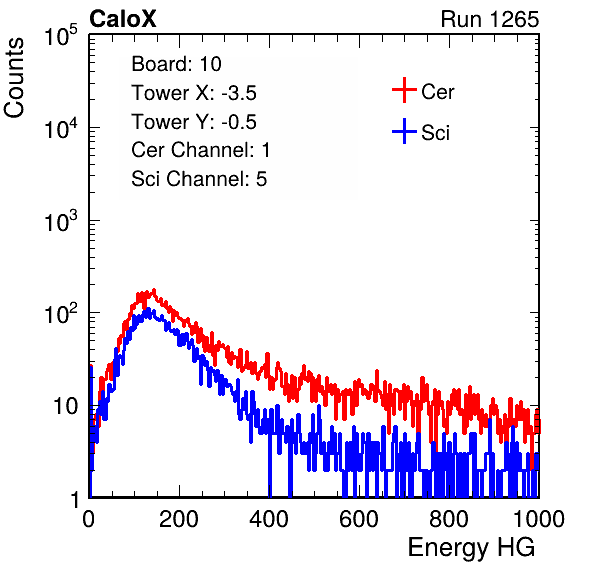 CaloX Run 1265
Counts
10^5
10^4
10^3
10^2
10
1
Board: 10
Tower X: -3.5
Tower Y: -0.5
Cer Channel: 1
Sci Channel: 5
Cer
Sci
0 200 400 600 800 1000
Energy HG